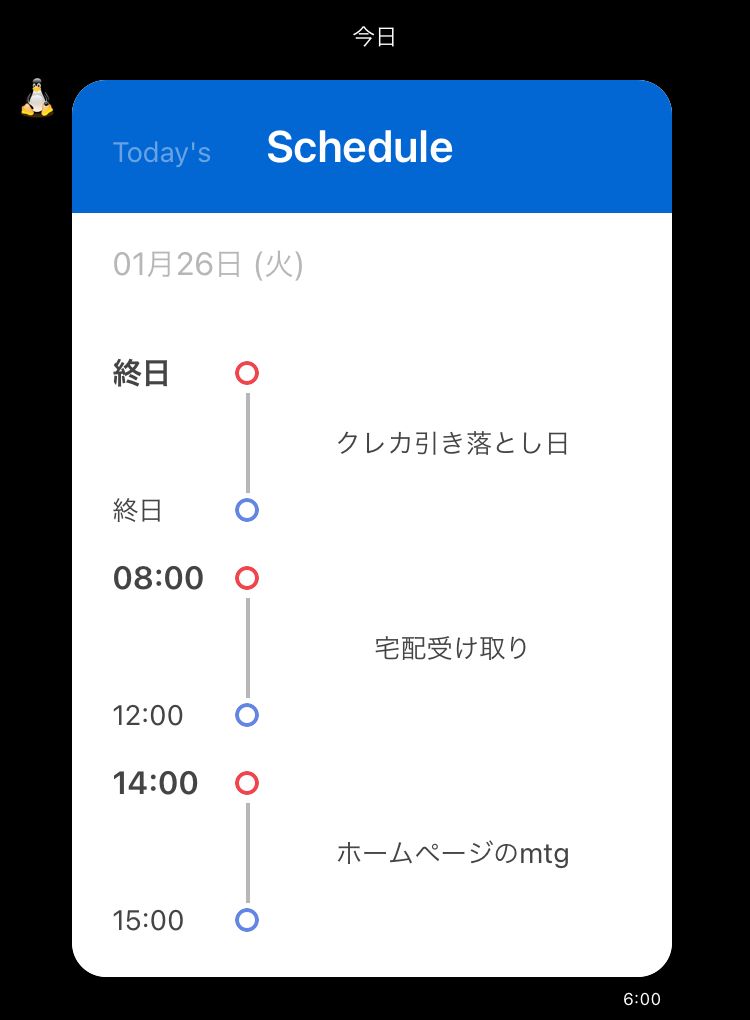 今日
Today's Schedule
01月26日 (火)
終日
クレカ引き落とし日
終日
08:00
宅配受け取り
12:00
14:00
ホームページのmtg
15:00
6:00